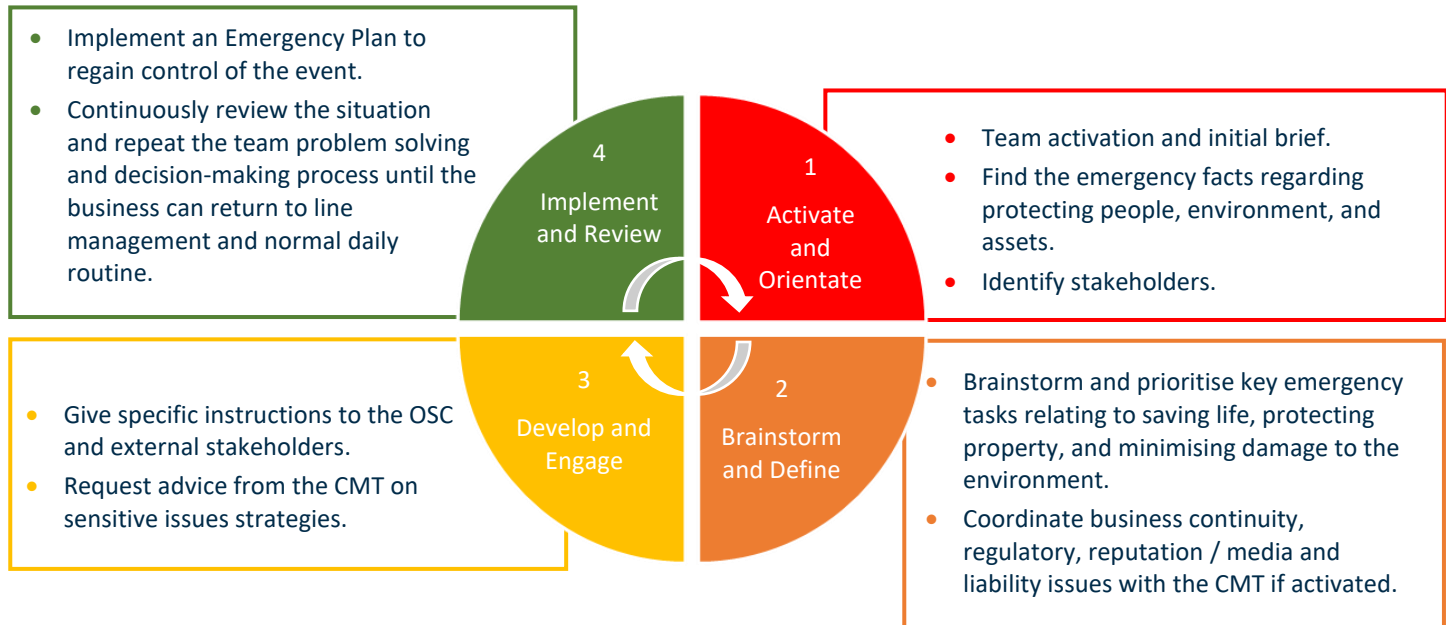 • Implement an Emergency Plan to
regain control of the event.
• Continuously review the situation
and repeat the team problem solving
and decision-making process until the
business can return to line
management and normal daily
routine.
4
Implement
and Review
1
Activate
and
Orientate
• Team activation and initial brief.
• Find the emergency facts regarding
protecting people, environment, and
assets.
• Identify stakeholders.
• Give specific instructions to the OSC
and external stakeholders.
• Request advice from the CMT on
sensitive issues strategies.
3
Develop and
Engage
2
Brainstorm
and Define
• Brainstorm and prioritise key emergency
tasks relating to saving life, protecting
property, and minimising damage to the
environment.
• Coordinate business continuity,
regulatory, reputation / media and
liability issues with the CMT if activated.